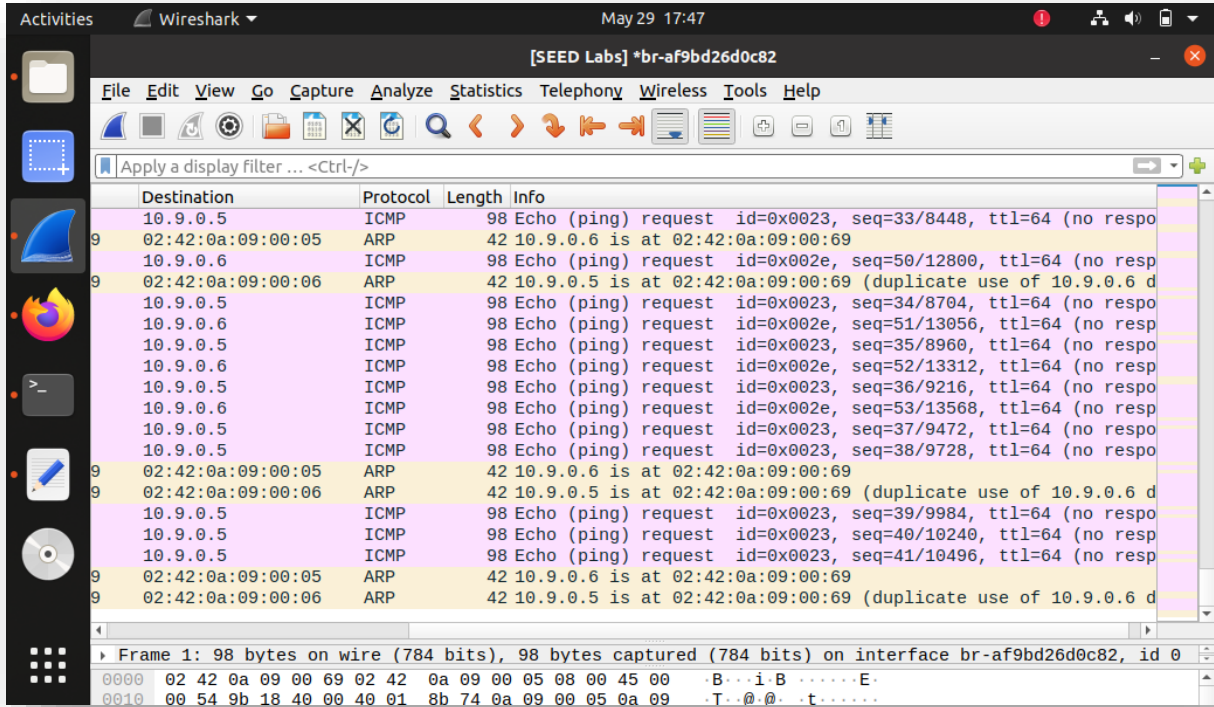 Activities Wireshark May 29 17:47
[SEED Labs] *br-af9bd26d0c82
File Edit View Go Capture Analyze Statistics Telephony Wireless Tools Help
Apply a display filter … <Ctrl-/>
Destination Protocol Length Info
10.9.0.5 ICMP 98 Echo (ping) request id=0x0023, seq=33/8448, ttl=64 (no respo
9 02:42:0a:09:00:05 ARP 42 10.9.0.6 is at 02:42:0a:09:00:69
10.9.0.6 ICMP 98 Echo (ping) request id=0x002e, seq=50/12800, ttl=64 (no resp
9 02:42:0a:09:00:06 ARP 42 10.9.0.5 is at 02:42:0a:09:00:69 (duplicate use of 10.9.0.6 d
10.9.0.5 ICMP 98 Echo (ping) request id=0x0023, seq=34/8704, ttl=64 (no respo
10.9.0.6 ICMP 98 Echo (ping) request id=0x002e, seq=51/13056, ttl=64 (no resp
10.9.0.5 ICMP 98 Echo (ping) request id=0x0023, seq=35/8960, ttl=64 (no respo
10.9.0.6 ICMP 98 Echo (ping) request id=0x002e, seq=52/13312, ttl=64 (no resp
10.9.0.5 ICMP 98 Echo (ping) request id=0x0023, seq=36/9216, ttl=64 (no respo
10.9.0.6 ICMP 98 Echo (ping) request id=0x002e, seq=53/13568, ttl=64 (no resp
10.9.0.5 ICMP 98 Echo (ping) request id=0x0023, seq=37/9472, ttl=64 (no respo
10.9.0.5 ICMP 98 Echo (ping) request id=0x0023, seq=38/9728, ttl=64 (no respo
9 02:42:0a:09:00:05 ARP 42 10.9.0.6 is at 02:42:0a:09:00:69
9 02:42:0a:09:00:06 ARP 42 10.9.0.5 is at 02:42:0a:09:00:69 (duplicate use of 10.9.0.6 d
10.9.0.5 ICMP 98 Echo (ping) request id=0x0023, seq=39/9984, ttl=64 (no respo
10.9.0.5 ICMP 98 Echo (ping) request id=0x0023, seq=40/10240, ttl=64 (no resp
10.9.0.5 ICMP 98 Echo (ping) request id=0x0023, seq=41/10496, ttl=64 (no resp
9 02:42:0a:09:00:05 ARP 42 10.9.0.6 is at 02:42:0a:09:00:69
9 02:42:0a:09:00:06 ARP 42 10.9.0.5 is at 02:42:0a:09:00:69 (duplicate use of 10.9.0.6 d
Frame 1: 98 bytes on wire (784 bits), 98 bytes captured (784 bits) on interface br-af9bd26d0c82, id 0
0000 02 42 0a 09 00 69 02 42 0a 09 00 05 08 00 45 00 ·B···i·B ······E·
0010 00 54 9b 18 40 00 40 01 8b 74 0a 09 00 05 0a 09 ·T··@·@· ·t······